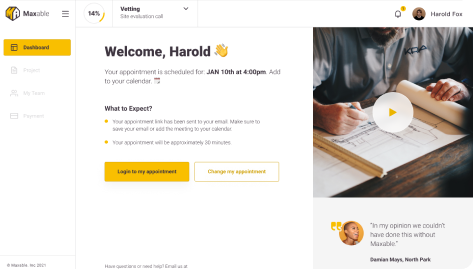 Maxable
14%
Vetting
Site evaluation call
Harold Fox
Dashboard
Project
My Team
Payment
Welcome, Harold 👋
Your appointment is scheduled for: JAN 10th at 4:00pm. Add
to your calendar.
What to Expect?
Your appointment link has been sent to your email. Make sure to
save your email or add the meeting to your calendar.
Your appointment will be approximately 30 minutes
Login to my appointment
Change my appointment
"In my opinion we couldn't
have done this without
Maxable."
Damian Mays, North Park
Have questions or need help? Email us at
© Maxable, Inc 2021